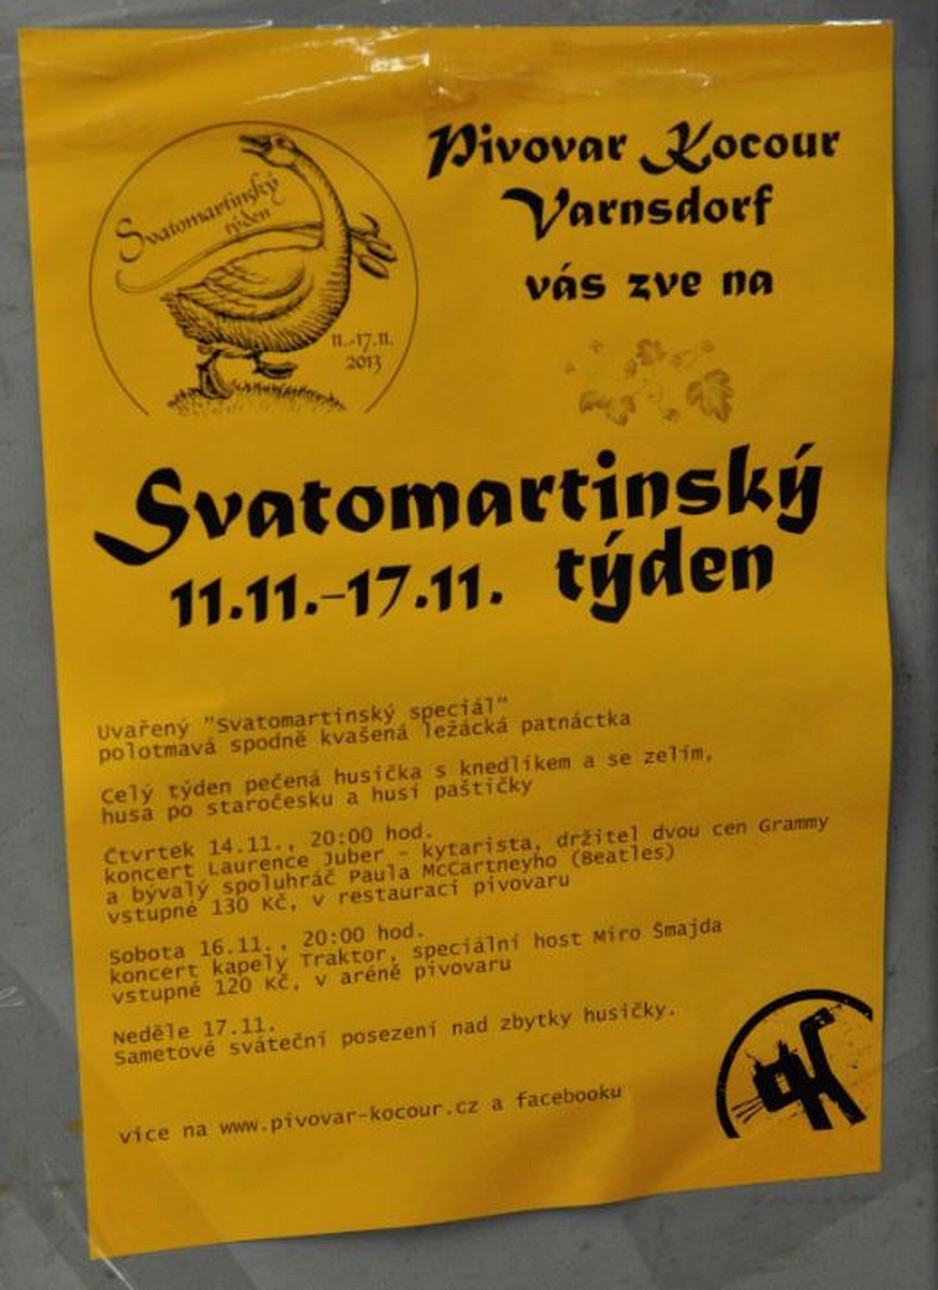 Pivovar Kocour
Varnsdorf
vás zve na
Svatomartinský
týden
11.-17.11.
2013
Svatomartinský
11.11.-17.11. týden
Uvařený "Svatomartinský speciál"
polotmavá spodně kvašená ležácká patnáctka
Celý týden pečená husička s knedlíkem a se zelím,
husa po staročesku a husí paštičky
Čtvrtek 14.11., 20:00 hod.
koncert Laurence Juber - kytarista, držitel dvou cen Grammy
a bývalý spoluhráč Paula McCartneyho (Beatles)
vstupné 130 Kč, v restauraci pivovaru
Sobota 16.11., 20:00 hod.
koncert kapely Traktor, speciální host Miro Šmajda
vstupné 120 Kč, v aréně pivovaru
Neděle 17.11.
Sametové sváteční posezení nad zbytky husičky.
více na www.pivovar-kocour.cz a facebooku